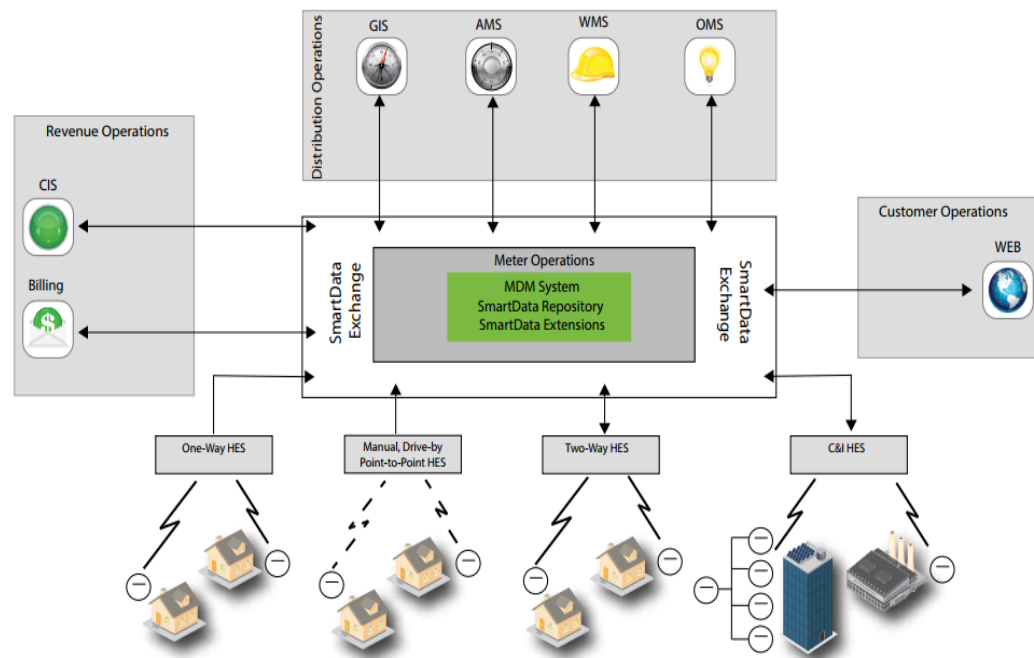 Distribution Operations
GIS
AMS
WMS
OMS
Revenue Operations
CIS
Billing
$
Customer Operations
WEB
SmartData
Exchange
Meter Operations
MDM System
SmartData Repository
SmartData Extensions
SmartData
Exchange
One-Way HES
Manual, Drive-by
Point-to-Point HES
Two-Way HES
C&I HES